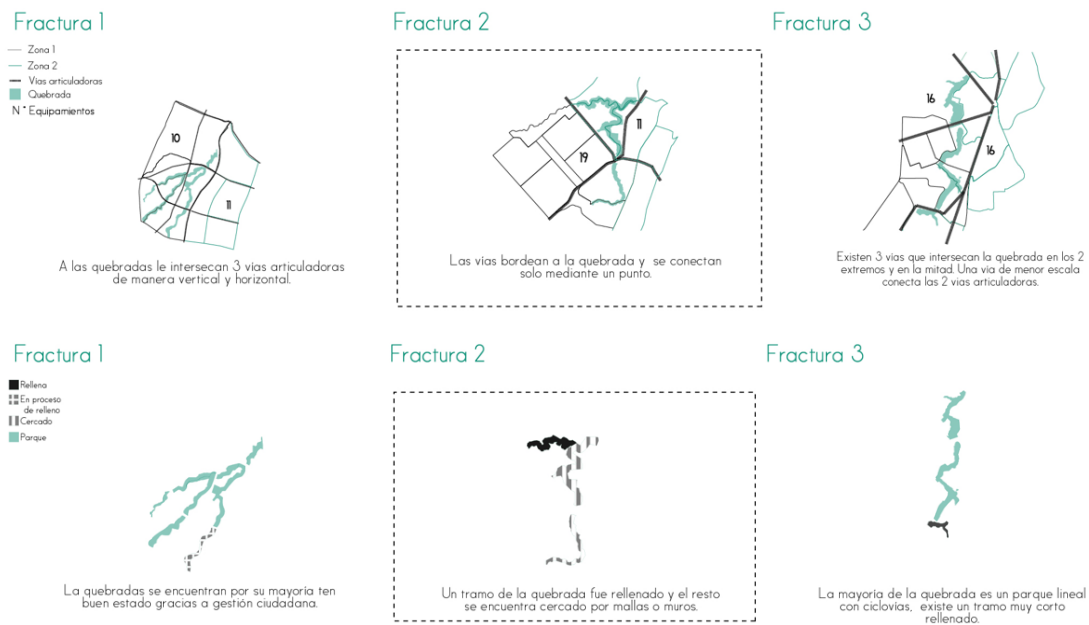 Fractura 1
Zona 1
Zona 2
Vías articuladoras
Quebrada
N° Equipamientos
10
11
A las quebradas le intersecan 3 vías articuladoras
de manera vertical y horizontal.
Fractura 2
11
19
Las vías bordean a la quebrada y se conectan
solo mediante un punto.
Fractura 3
16
16
Existen 3 vías que intersecan la quebrada en los 2
extremos y en la mitad. Una vía de menor escala
conecta las 2 vías articuladoras.
Fractura 1
Rellena
En proceso
de relleno
Cercado
Parque
La quebradas se encuentran por su mayoría ten
buen estado gracias a gestión ciudadana.
Fractura 2
Un tramo de la quebrada fue rellenado y el resto
se encuentra cercado por mallas o muros.
Fractura 3
La mayoría de la quebrada es un parque lineal
con ciclovías, existe un tramo muy corto
rellenado.